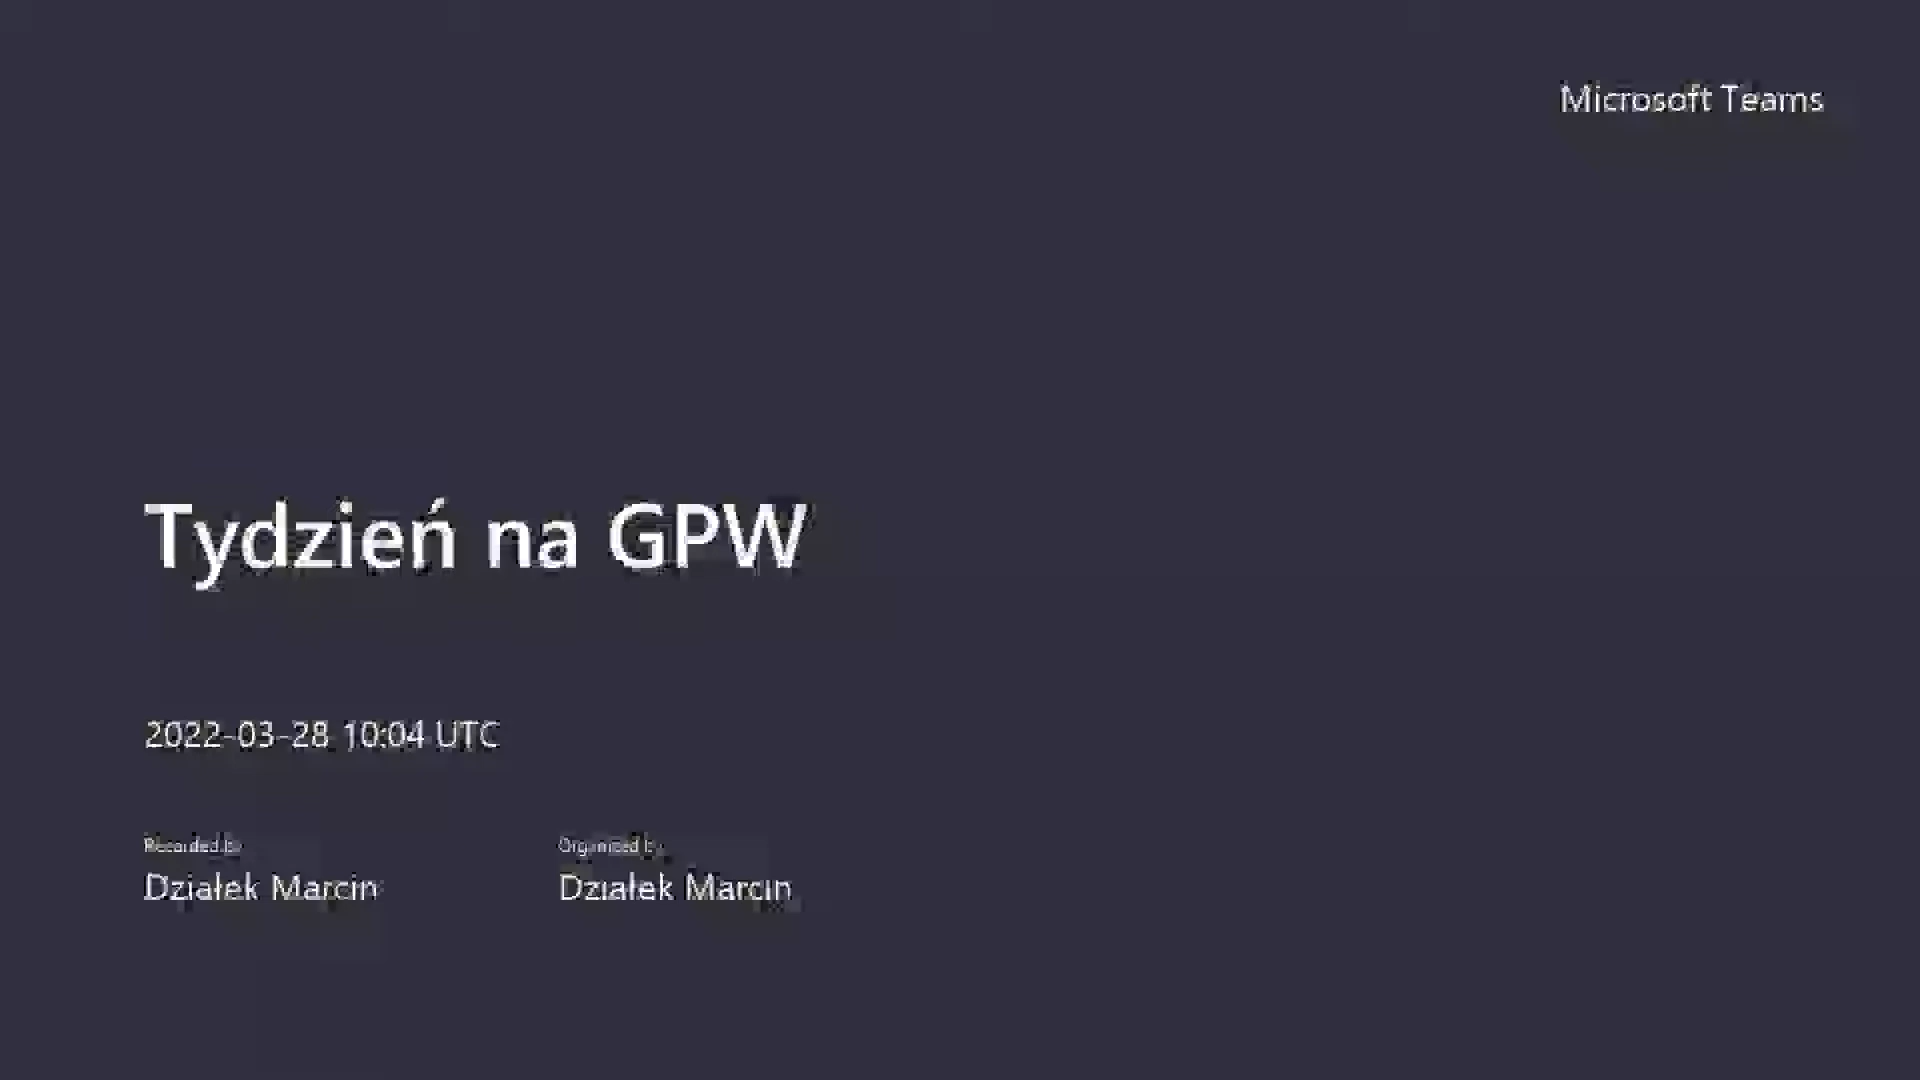 Microsoft Teams
Tydzień na GPW
2022-03-28 10:04 UTC
Recorded by
Organized by
Działek Marcin
Działek Marcin